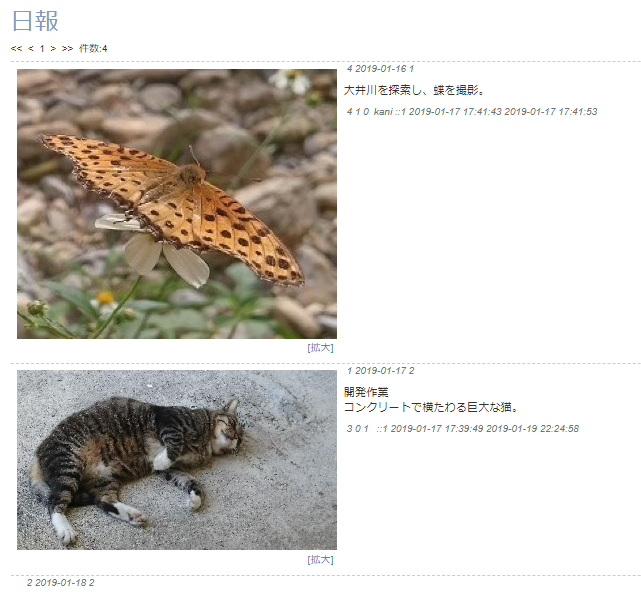 日報
<< < 1 > >> 件数:4
4 2019-01-16 1
大井川を探索し、蝶を撮影。
4 1 0 kani ::1 2019-01-17 17:41:43 2019-01-17 17:41:53
[拡大]
1 2019-01-17 2
開発作業
コンクリートで横たわる巨大な猫。
3 0 1 ::1 2019-01-17 17:39:49 2019-01-19 22:24:58
[拡大]
2 2019-01-18 2